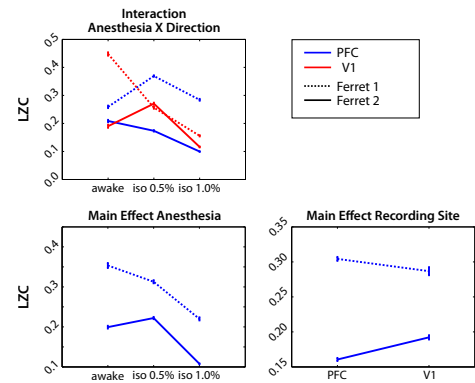 Interaction
Anesthesia X Direction
LZC
0.5
0.4
0.3
0.2
0.1
0.0
awake iso 0.5% iso 1.0%
PFC
V1
Ferret 1
Ferret 2
Main Effect Anesthesia
LZC
0.4
0.3
0.2
0.1
awake iso 0.5% iso 1.0%
Main Effect Recording Site
0.35
0.30
0.20
0.15
PFC V1